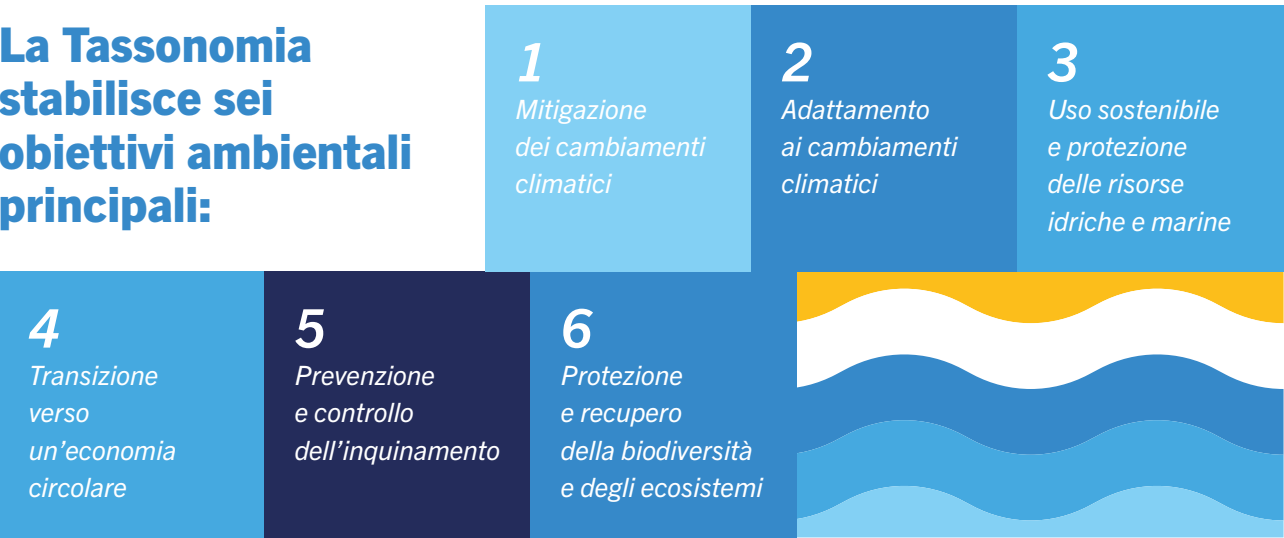 La Tassonomia
stabilisce sei
obiettivi ambientali
principali:
1
Mitigazione
dei cambiamenti
climatici
2
Adattamento
ai cambiamenti
climatici
3
Uso sostenibile
e protezione
delle risorse
idriche e marine
4
Transizione
verso
un’economia
circolare
5
Prevenzione
e controllo
dell’inquinamento
6
Protezione
e recupero
della biodiversità
e degli ecosistemi